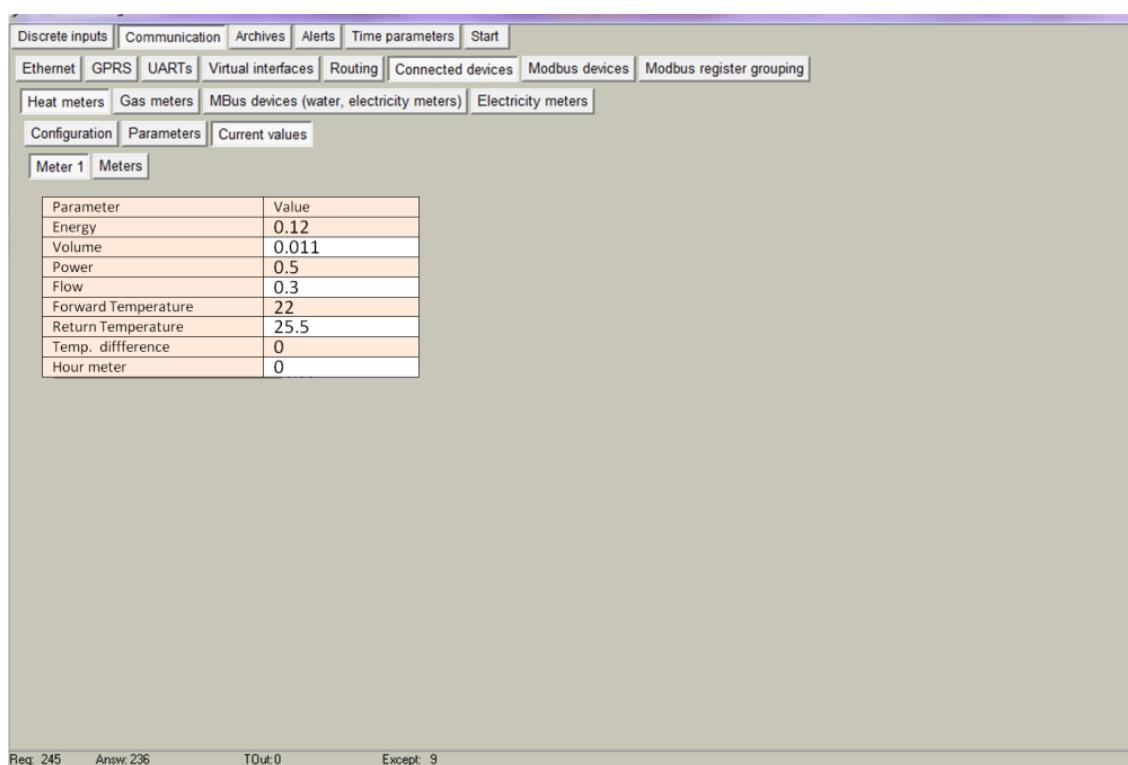 Discrete inputs Communication Archives Alerts Time parameters Start
Ethernet GPRS UARTs Virtual interfaces Routing Connected devices Modbus devices Modbus register grouping
Heat meters Gas meters MBus devices (water, electricity meters) Electricity meters
Configuration Parameters Current values
Meter 1 Meters
Parameter Value
Energy 0.12
Volume 0.011
Power 0.5
Flow 0.3
Forward Temperature 22
Return Temperature 25.5
Temp. diffference 0
Hour meter 0
Req: 245 Answ: 236 TOut: 0 Except: 9